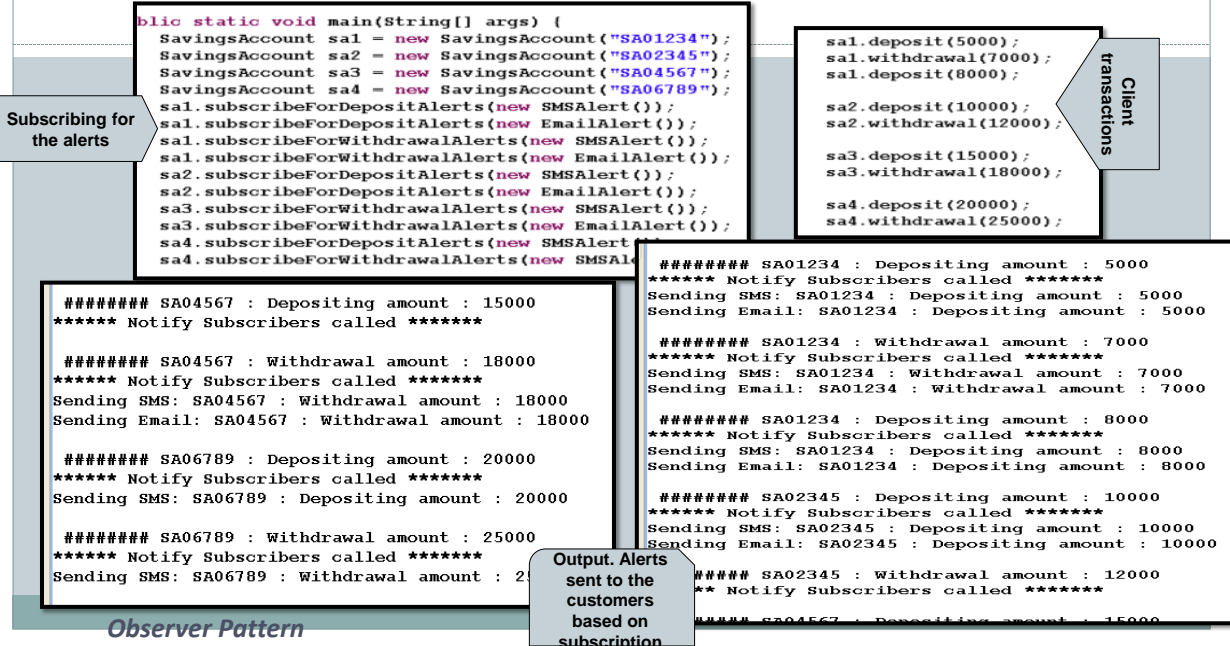 blic static void main(String[] args) {
SavingsAccount sa1 = new SavingsAccount("SA01234");
SavingsAccount sa2 = new SavingsAccount("SA02345");
SavingsAccount sa3 = new SavingsAccount("SA04567");
SavingsAccount sa4 = new SavingsAccount("SA06789");
sa1.subscribeForDepositAlerts(new SMSAlert());
sa1.subscribeForDepositAlerts(new EmailAlert());
sa1.subscribeForWithdrawalAlerts(new SMSAlert());
sa1.subscribeForWithdrawalAlerts(new EmailAlert());
sa2.subscribeForDepositAlerts(new SMSAlert());
sa2.subscribeForDepositAlerts(new EmailAlert());
sa3.subscribeForWithdrawalAlerts(new SMSAlert());
sa3.subscribeForWithdrawalAlerts(new EmailAlert());
sa4.subscribeForDepositAlerts(new SMSAlert
sa4.subscribeForWithdrawalAlerts(new SMSAl
Subscribing for
the alerts
sa1.deposit(5000);
sa1.withdrawal(7000);
sa1.deposit(8000);
sa2.deposit(10000);
sa2.withdrawal(12000);
sa3.deposit(15000);
sa3.withdrawal(18000);
sa4.deposit(20000);
sa4.withdrawal(25000);
Client
transactions
######## SA01234 : Depositing amount : 5000
****** Notify Subscribers called *******
Sending SMS: SA01234 : Depositing amount : 5000
Sending Email: SA01234 : Depositing amount : 5000
######## SA01234 : Withdrawal amount : 7000
****** Notify Subscribers called *******
Sending SMS: SA01234 : Withdrawal amount : 7000
Sending Email: SA01234 : Withdrawal amount : 7000
######## SA01234 : Depositing amount : 8000
****** Notify Subscribers called *******
Sending SMS: SA01234 : Depositing amount : 8000
Sending Email: SA01234 : Depositing amount : 8000
######## SA02345 : Depositing amount : 10000
****** Notify Subscribers called *******
Sending SMS: SA02345 : Depositing amount : 10000
Sending Email: SA02345 : Depositing amount : 10000
##### SA02345 : Withdrawal amount : 12000
** Notify Subscribers called *******
##### SA04567 : Depositing amount : 15000
######## SA04567 : Depositing amount : 15000
****** Notify Subscribers called *******
######## SA04567 : Withdrawal amount : 18000
****** Notify Subscribers called *******
Sending SMS: SA04567 : Withdrawal amount : 18000
Sending Email: SA04567 : Withdrawal amount : 18000
######## SA06789 : Depositing amount : 20000
****** Notify Subscribers called *******
Sending SMS: SA06789 : Depositing amount : 20000
######## SA06789 : Withdrawal amount : 25000
****** Notify Subscribers called *******
Sending SMS: SA06789 : Withdrawal amount : 2
Output. Alerts
sent to the
customers
based on
subscription
Observer Pattern